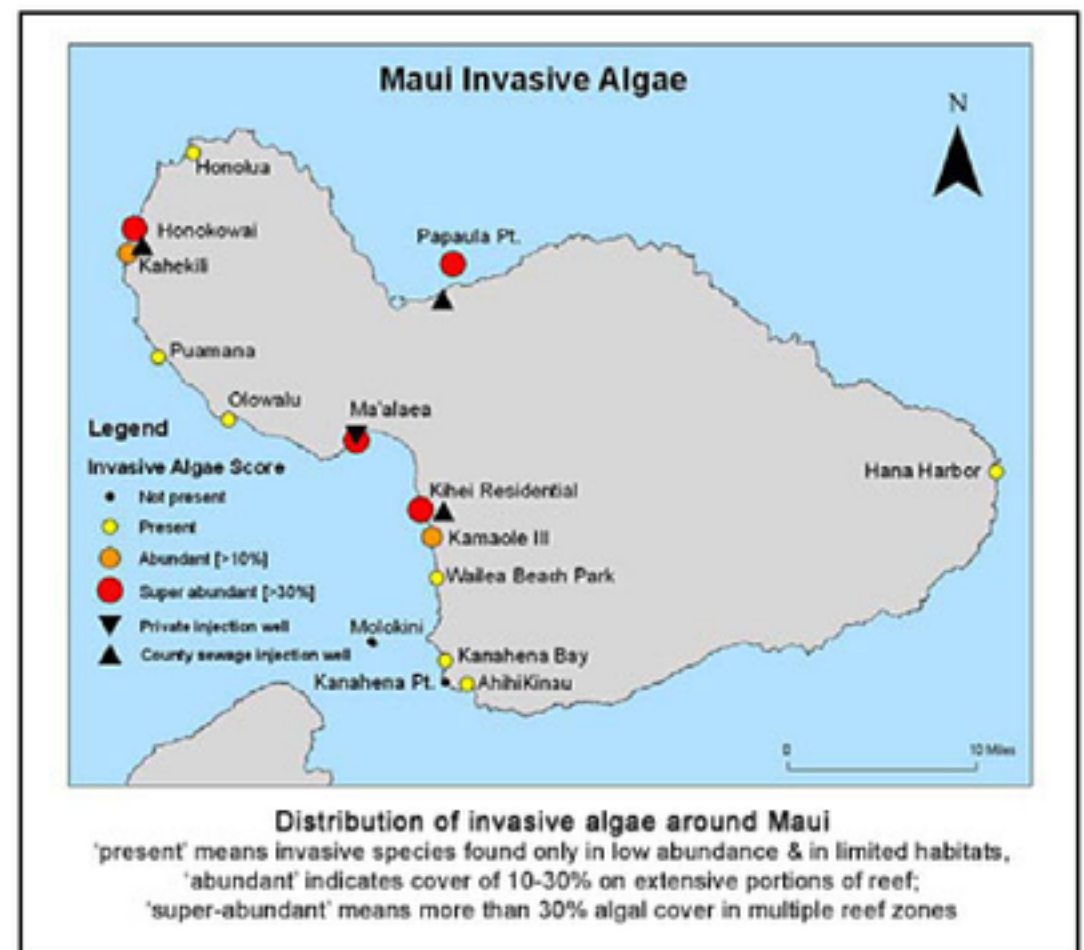 Maui Invasive Algae
N
Honolua
Honokowai
Kahekili
Papaula Pt.
Puamana
Olowalu
Ma'alaea
Hana Harbor
Kihei Residential
Kamaole III
Wailea Beach Park
Molokini
Kanahena Bay
Kanahena Pt.
AhihiKinau
Legend
Invasive Algae Score
Not present
Present
Abundant [>10%]
Super abundant [>30%]
Private injection well
County sewage injection well
0 10 Miles
Distribution of invasive algae around Maui
'present' means invasive species found only in low abundance & in limited habitats,
'abundant' indicates cover of 10-30% on extensive portions of reef;
'super-abundant' means more than 30% algal cover in multiple reef zones